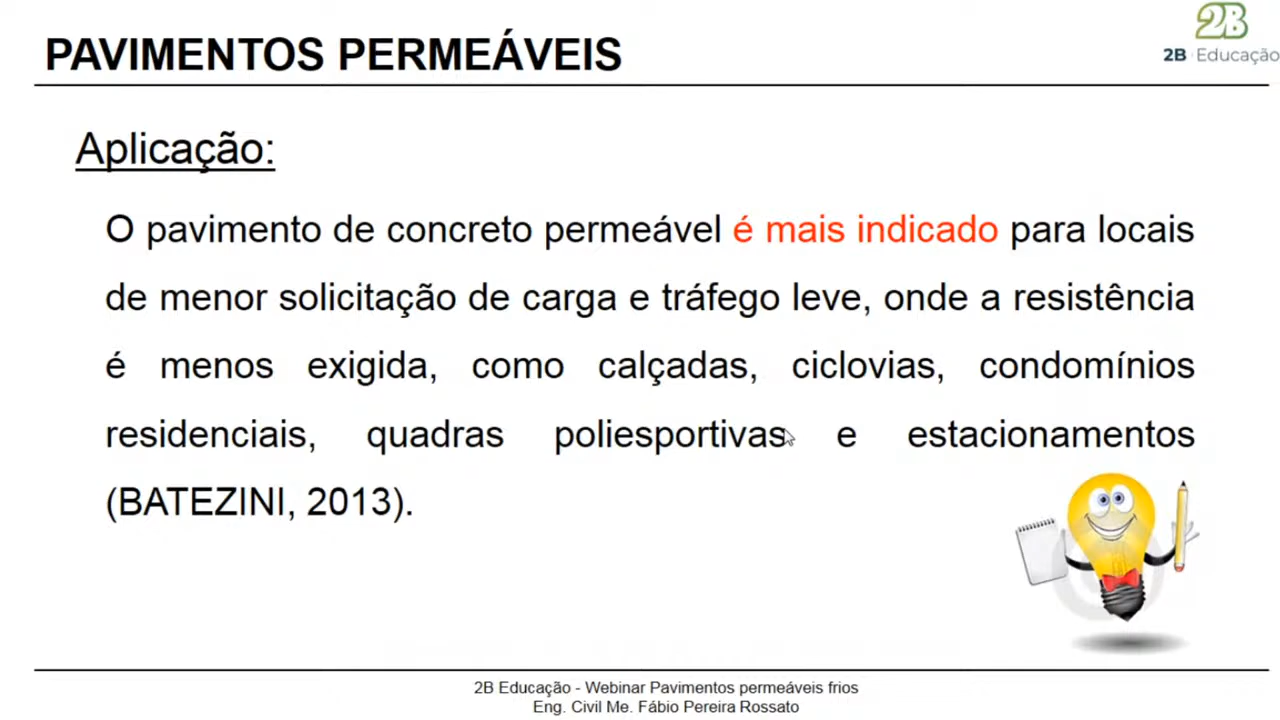 2B
2B Educação
PAVIMENTOS PERMEÁVEIS
Aplicação:
O pavimento de concreto permeável é mais indicado para locais
de menor solicitação de carga e tráfego leve, onde a resistência
é menos exigida, como calçadas, ciclovias, condomínios
residenciais, quadras poliesportivas e estacionamentos
(BATEZINI, 2013).
2B Educação - Webinar Pavimentos permeáveis frios
Eng. Civil Me. Fábio Pereira Rossato